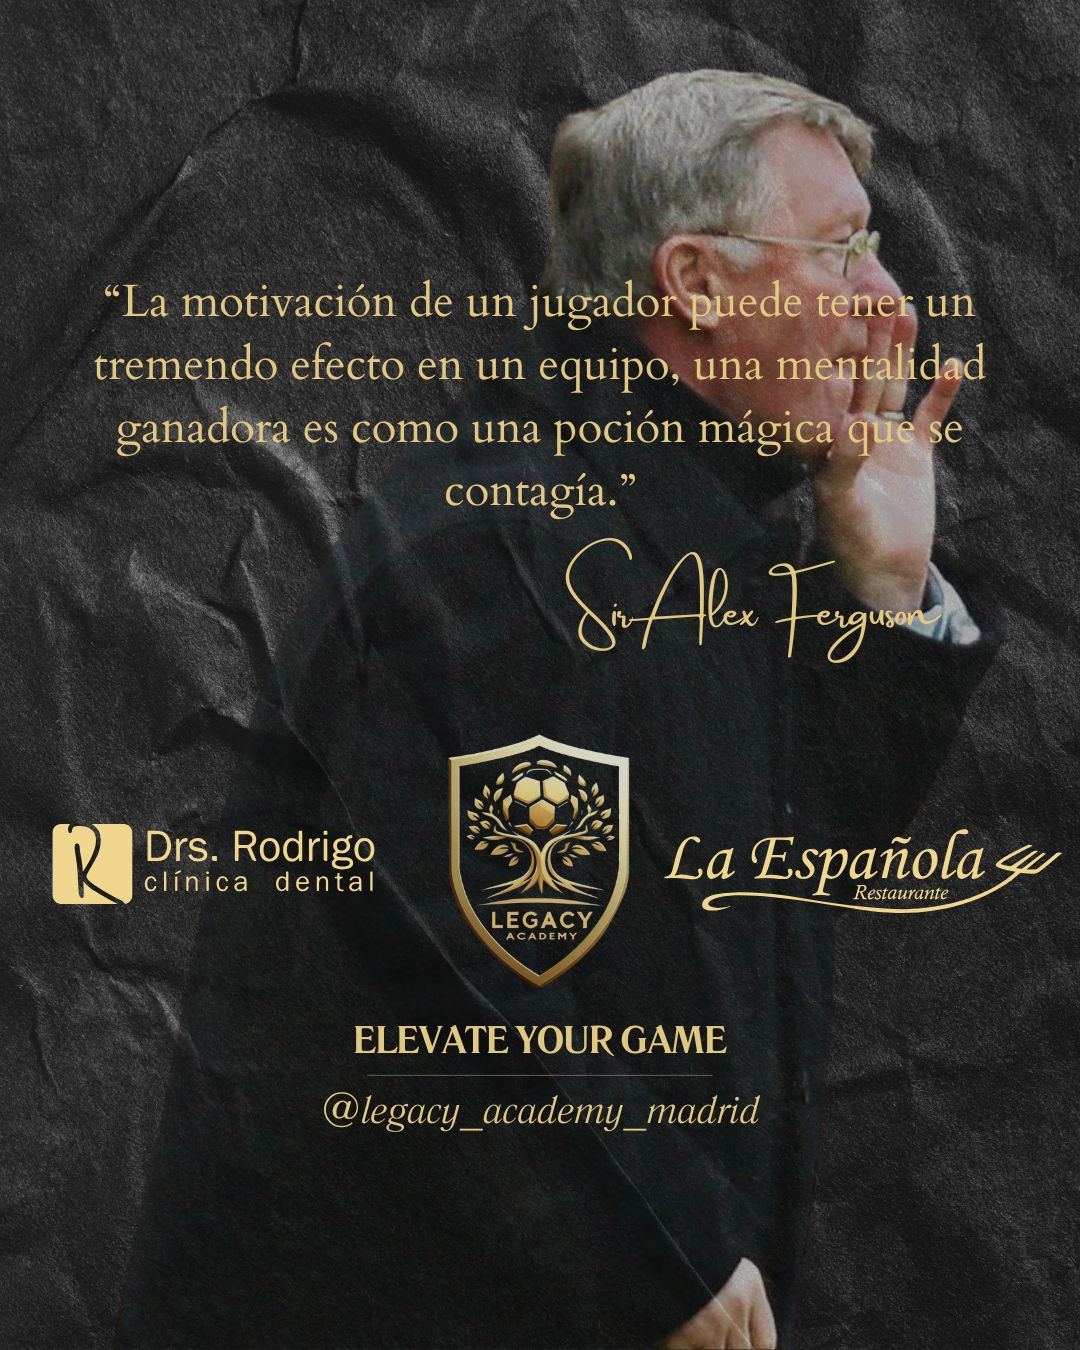 “La motivación de un jugador puede tener un
tremendo efecto en un equipo, una mentalidad
ganadora es como una poción mágica que se
contagía.”
Sir Alex Ferguson
R
Drs. Rodrigo
clínica dental
LEGACY
ACADEMY
La Española
Restaurante
ELEVATE YOUR GAME
@legacy_academy_madrid